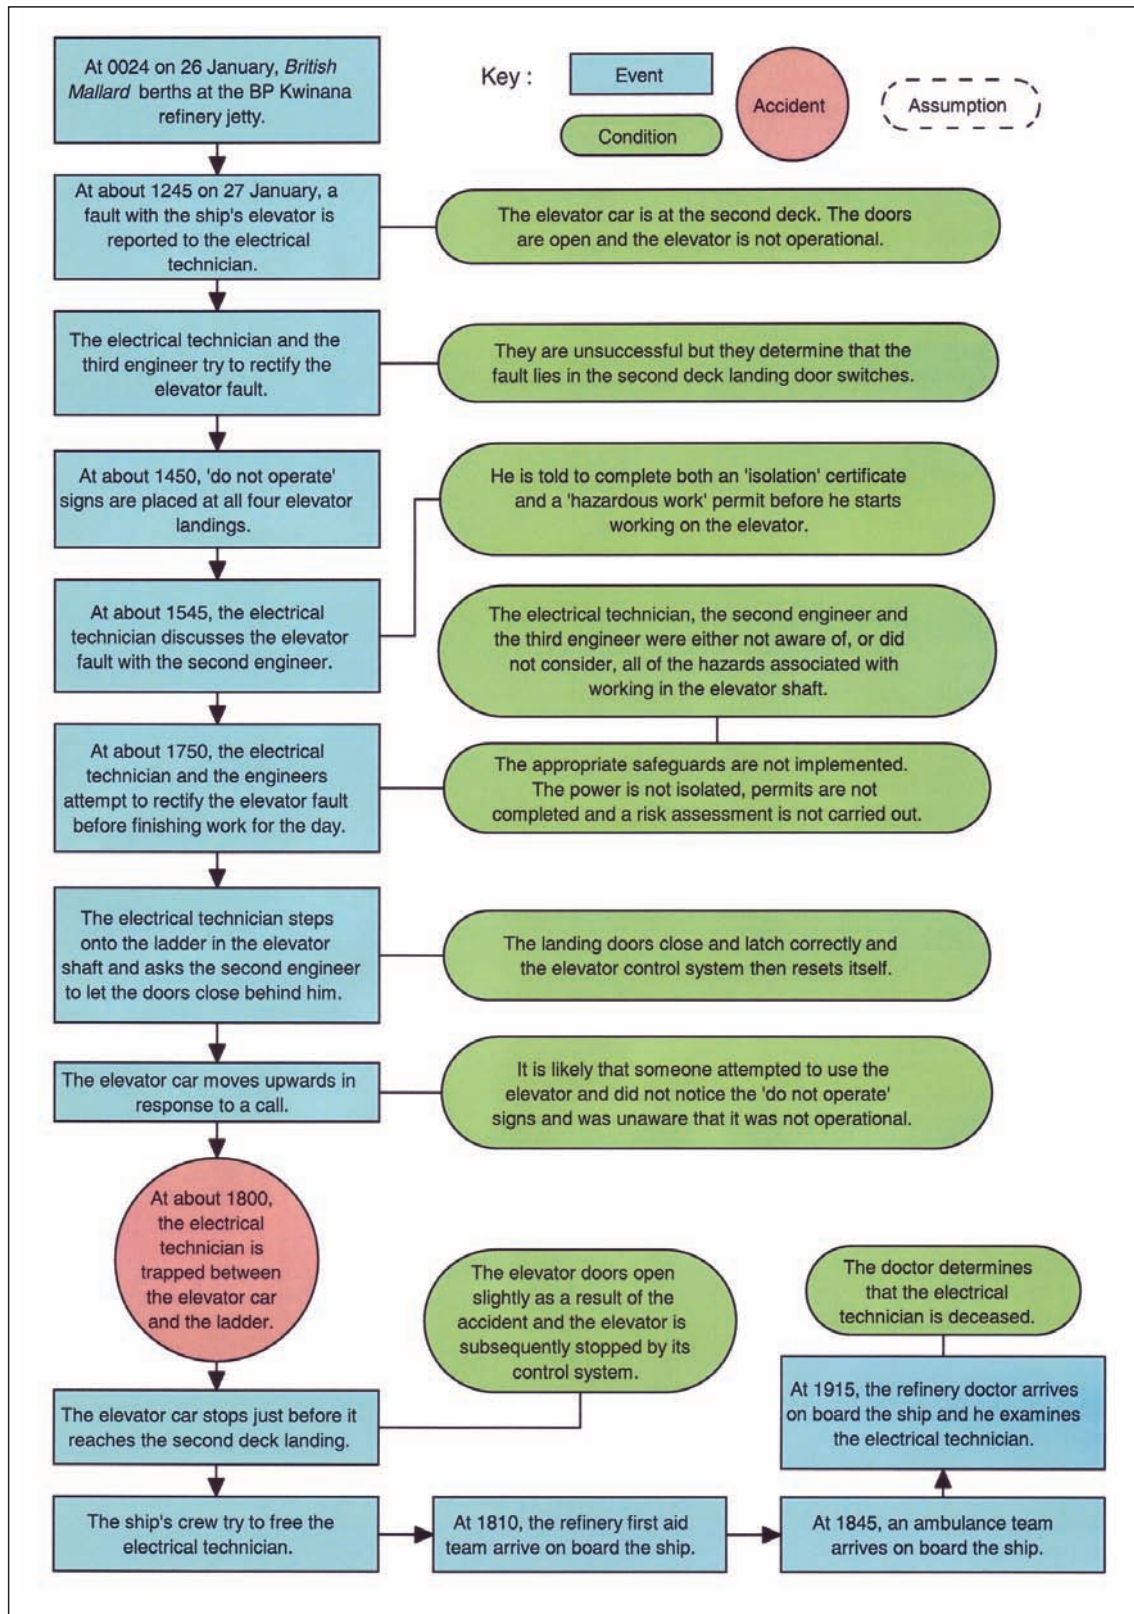 At 0024 on 26 January, British
Mallard berths at the BP Kwinana
refinery jetty.
Key :
Event
Condition
Accident
Assumption
At about 1245 on 27 January, a
fault with the ship's elevator is
reported to the electrical
technician.
The elevator car is at the second deck. The doors
are open and the elevator is not operational.
The electrical technician and the
third engineer try to rectify the
elevator fault.
They are unsuccessful but they determine that the
fault lies in the second deck landing door switches.
At about 1450, 'do not operate'
signs are placed at all four elevator
landings.
He is told to complete both an 'isolation' certificate
and a 'hazardous work' permit before he starts
working on the elevator.
At about 1545, the electrical
technician discusses the elevator
fault with the second engineer.
The electrical technician, the second engineer and
the third engineer were either not aware of, or did
not consider, all of the hazards associated with
working in the elevator shaft.
At about 1750, the electrical
technician and the engineers
attempt to rectify the elevator fault
before finishing work for the day.
The appropriate safeguards are not implemented.
The power is not isolated, permits are not
completed and a risk assessment is not carried out.
The electrical technician steps
onto the ladder in the elevator
shaft and asks the second engineer
to let the doors close behind him.
The landing doors close and latch correctly and
the elevator control system then resets itself.
The elevator car moves upwards in
response to a call.
It is likely that someone attempted to use the
elevator and did not notice the 'do not operate'
signs and was unaware that it was not operational.
At about 1800,
the electrical
technician is
trapped between
the elevator car
and the ladder.
The elevator doors open
slightly as a result of the
accident and the elevator is
subsequently stopped by its
control system.
The doctor determines
that the electrical
technician is deceased.
The elevator car stops just before it
reaches the second deck landing.
At 1915, the refinery doctor arrives
on board the ship and he examines
the electrical technician.
The ship's crew try to free the
electrical technician.
At 1810, the refinery first aid
team arrive on board the ship.
At 1845, an ambulance team
arrives on board the ship.